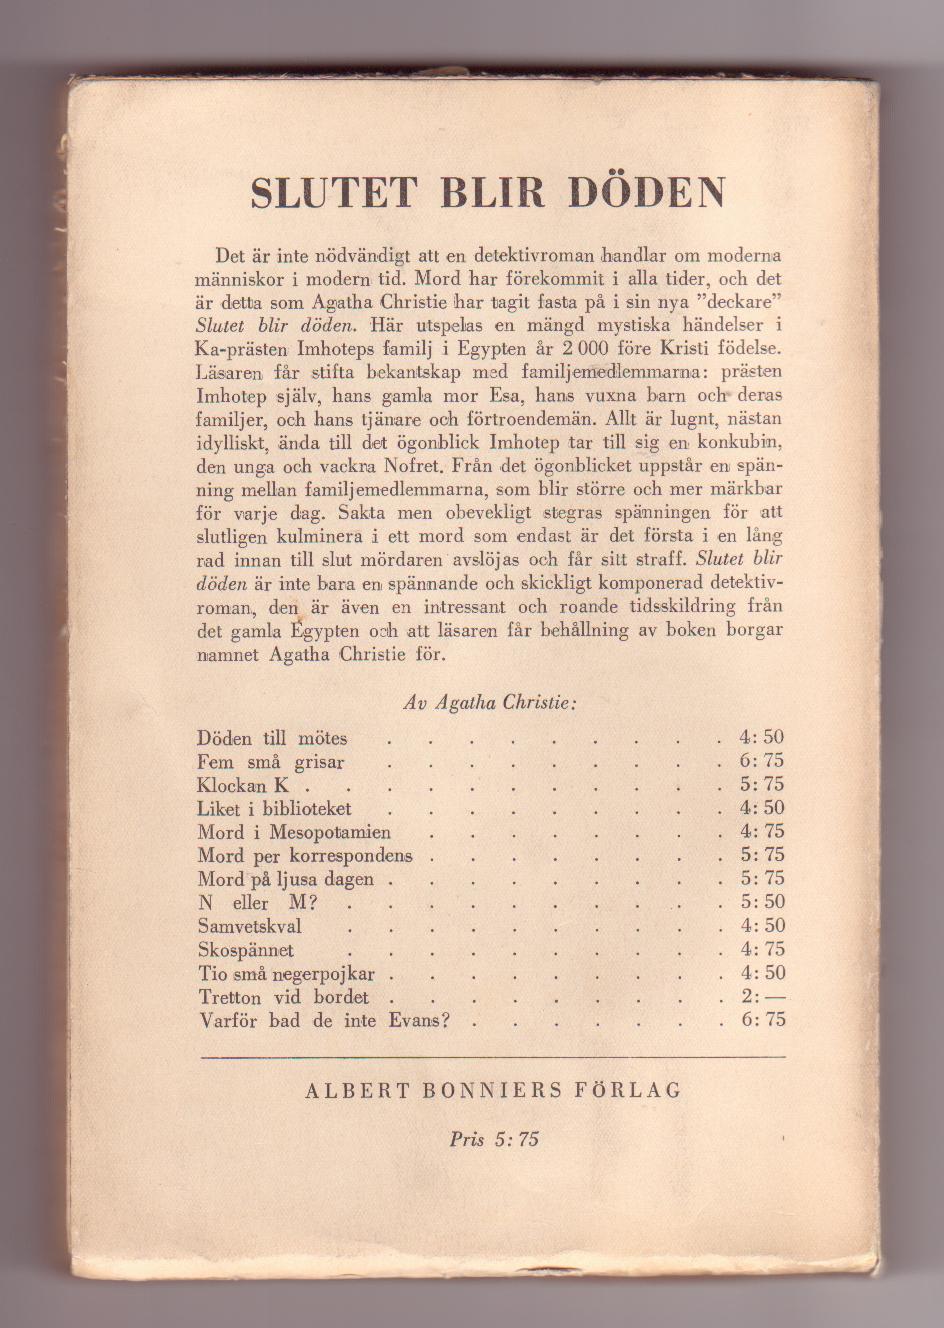 SLUTET BLIR DÖDEN
Det är inte nödvändigt att en detektivroman handlar om moderna
människor i modern tid. Mord har förekommit i alla tider, och det
är detta som Agatha Christie har tagit fasta på i sin nya ”deckare”
Slutet blir döden. Här utspelas en mängd mystiska händelser i
Ka-prästen Imhoteps familj i Egypten år 2 000 före Kristi födelse.
Läsaren får stifta bekantskap med familjemedlemmarna: prästen
Imhotep själv, hans gamla mor Esa, hans vuxna barn och deras
familjer, och hans tjänare och förtroendemän. Allt är lugnt, nästan
idylliskt, ända till det ögonblick Imhotep tar till sig en konkubin,
den unga och vackra Nofret. Från det ögonblicket uppstår en spän-
ning mellan familjemedlemmarna, som blir större och mer märkbar
för varje dag. Sakta men obevekligt stegras spänningen för att
slutligen kulminera i ett mord som endast är det första i en lång
rad innan till slut mördaren avslöjas och får sitt straff. Slutet blir
döden är inte bara en spännande och skickligt komponerad detektiv-
roman, den är även en intressant och roande tidsskildring från
det gamla Egypten och att läsaren får behållning av boken borgar
namnet Agatha Christie för.
Av Agatha Christie:
Döden till mötes . . . . . . . . . 4: 50
Fem små grisar . . . . . . . . . 6: 75
Klockan K . . . . . . . . . . . 5: 75
Liket i biblioteket . . . . . . . . . 4: 50
Mord i Mesopotamien . . . . . . . . 4: 75
Mord per korrespondens . . . . . . . . 5: 75
Mord på ljusa dagen . . . . . . . . . 5: 75
N eller M? . . . . . . . . . . 5: 50
Samvetskval . . . . . . . . . . 4: 50
Skospännet . . . . . . . . . . 4: 75
Tio små negerpojkar . . . . . . . . . 4: 50
Tretton vid bordet . . . . . . . . . 2: —
Varför bad de inte Evans? . . . . . . . 6: 75
ALBERT BONNIERS FÖRLAG
Pris 5: 75